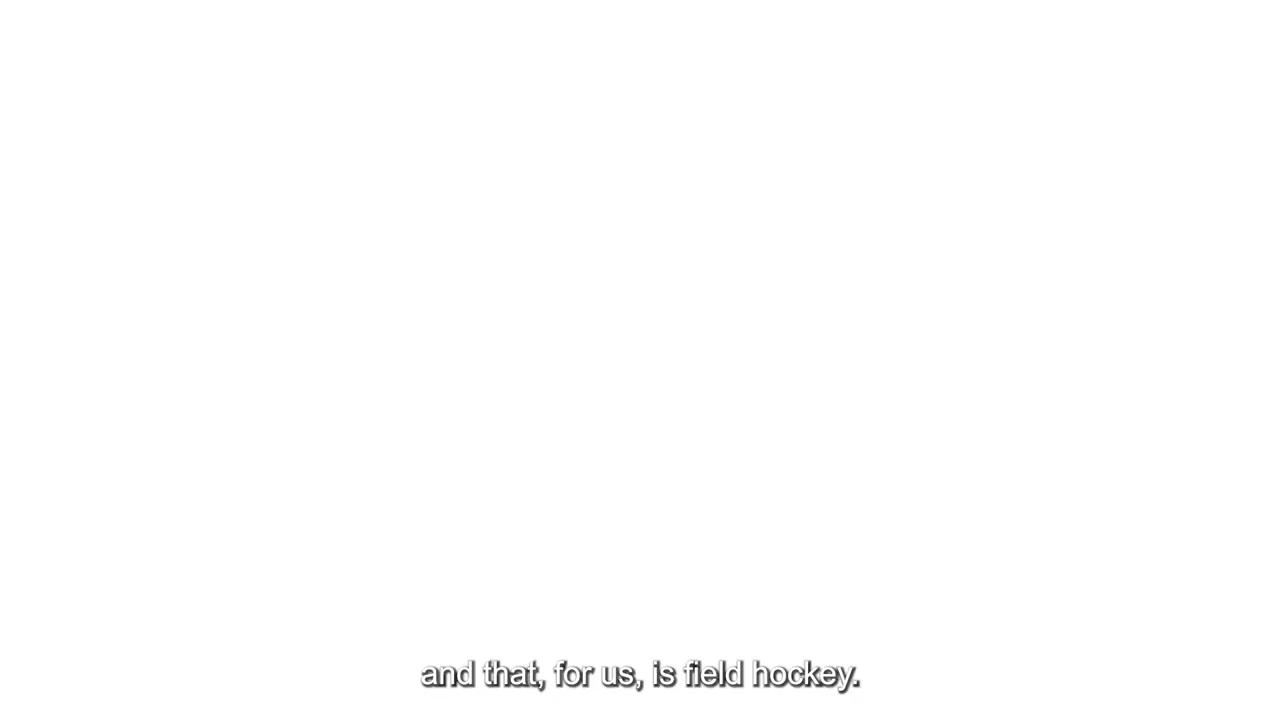 and that, for us, is field hockey.